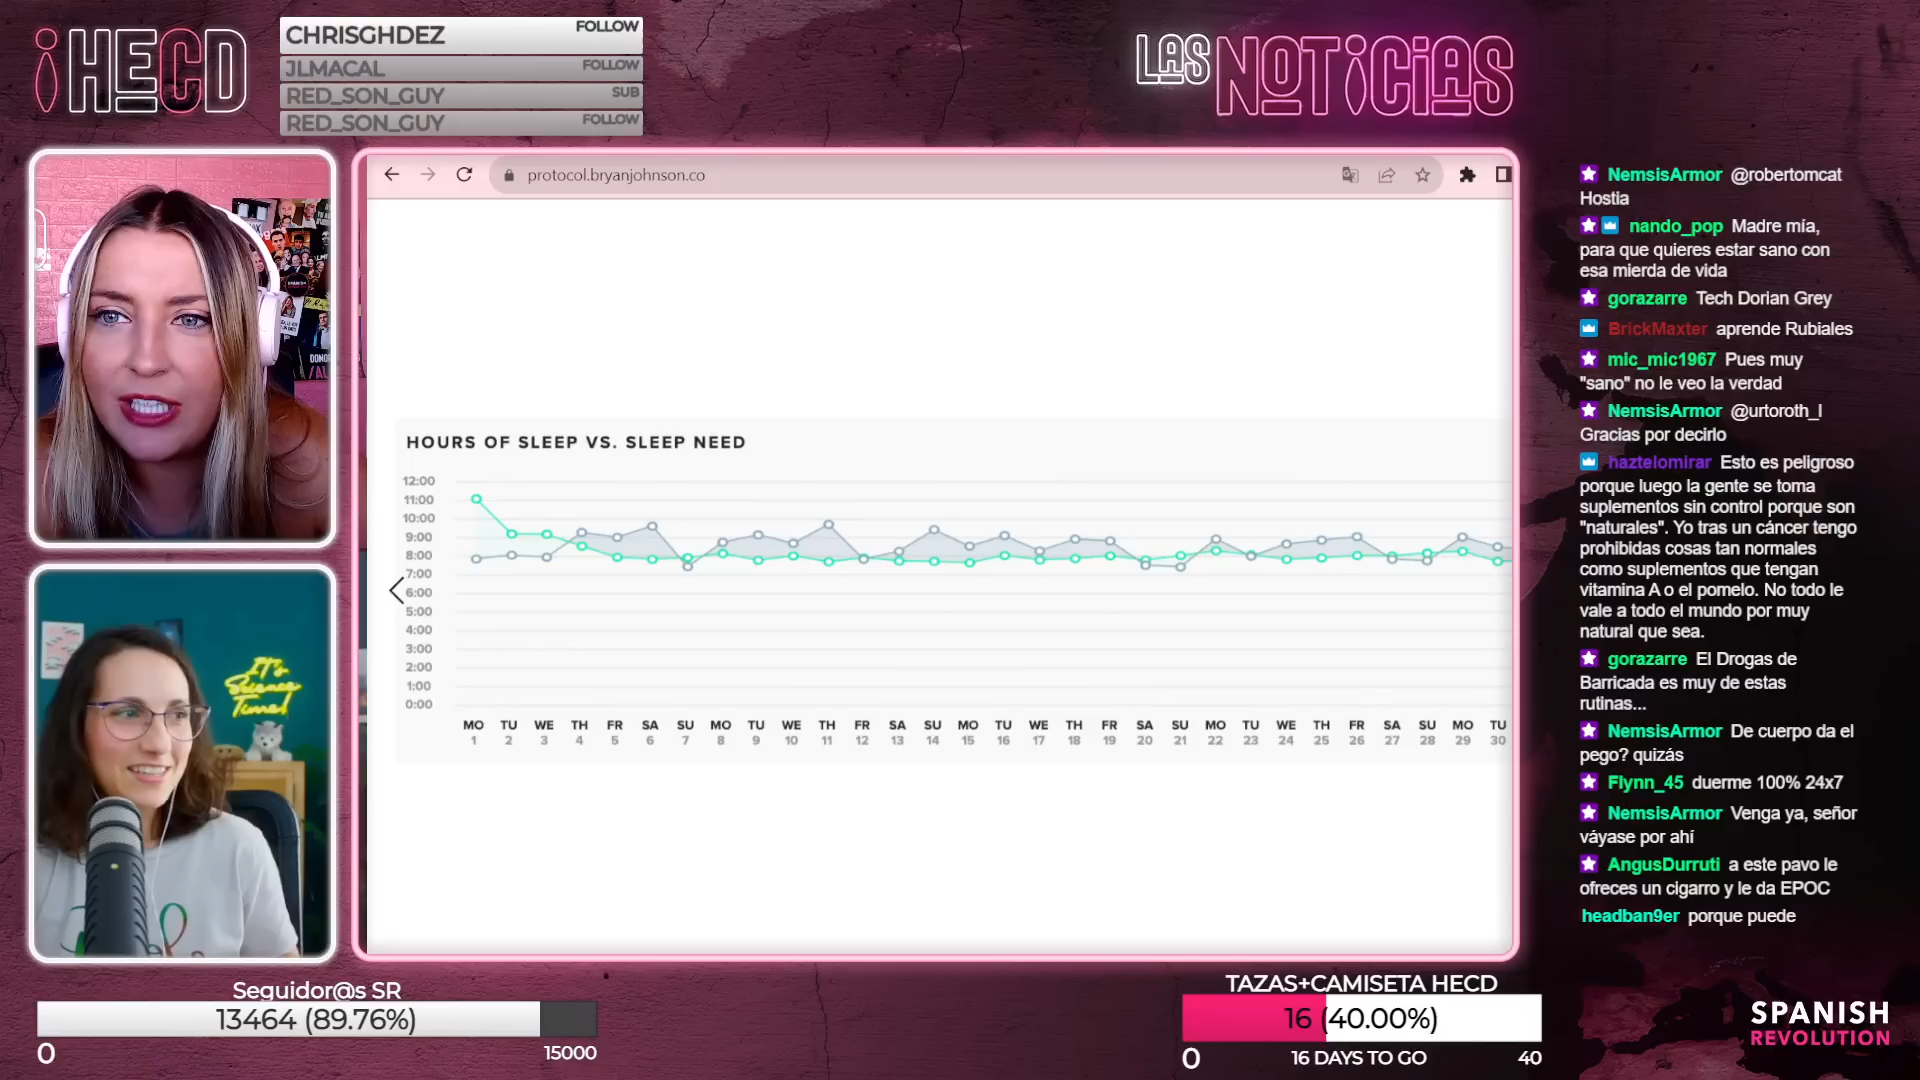 ¡HECD
CHRISGHDEZ FOLLOW
JLMACAL FOLLOW
RED_SON_GUY SUB
RED_SON_GUY FOLLOW
LAS NOTiCiAS
protocol.bryanjohnson.co
HOURS OF SLEEP VS. SLEEP NEED
12:00
11:00
10:00
9:00
8:00
7:00
6:00
5:00
4:00
3:00
2:00
1:00
0:00
MO TU WE TH FR SA SU MO TU WE TH FR SA SU MO TU WE TH FR SA SU MO TU WE TH FR SA SU MO TU
1 2 3 4 5 6 7 8 9 10 11 12 13 14 15 16 17 18 19 20 21 22 23 24 25 26 27 28 29 30
It's
Science
Time!
NemsisArmor @robertomcat
Hostia
nando_pop Madre mía,
para que quieres estar sano con
esa mierda de vida
gorazarre Tech Dorian Grey
BrickMaxter aprende Rubiales
mic_mic1967 Pues muy
"sano" no le veo la verdad
NemsisArmor @urtoroth_l
Gracias por decirlo
haztelomirar Esto es peligroso
porque luego la gente se toma
suplementos sin control porque son
"naturales". Yo tras un cáncer tengo
prohibidas cosas tan normales
como suplementos que tengan
vitamina A o el pomelo. No todo le
vale a todo el mundo por muy
natural que sea.
gorazarre El Drogas de
Barricada es muy de estas
rutinas...
NemsisArmor De cuerpo da el
pego? quizás
Flynn_45 duerme 100% 24x7
NemsisArmor Venga ya, señor
váyase por ahí
AngusDurruti a este pavo le
ofreces un cigarro y le da EPOC
headban9er porque puede
Seguidor@s SR
13464 (89.76%)
0 15000
TAZAS+CAMISETA HECD
16 (40.00%)
0 16 DAYS TO GO 40
SPANISH
REVOLUTION